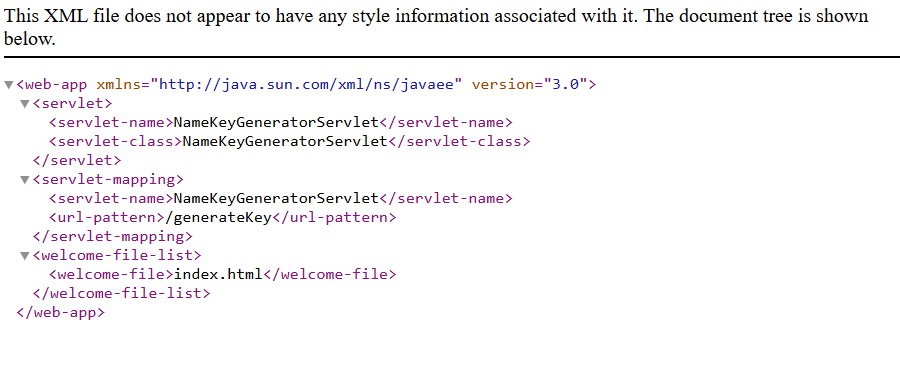 This XML file does not appear to have any style information associated with it. The document tree is shown
below.
▼<web-app xmlns="http://java.sun.com/xml/ns/javaee" version="3.0">
▼<servlet>
<servlet-name>NameKeyGeneratorServlet</servlet-name>
<servlet-class>NameKeyGeneratorServlet</servlet-class>
</servlet>
▼<servlet-mapping>
<servlet-name>NameKeyGeneratorServlet</servlet-name>
<url-pattern>/generateKey</url-pattern>
</servlet-mapping>
▼<welcome-file-list>
<welcome-file>index.html</welcome-file>
</welcome-file-list>
</web-app>